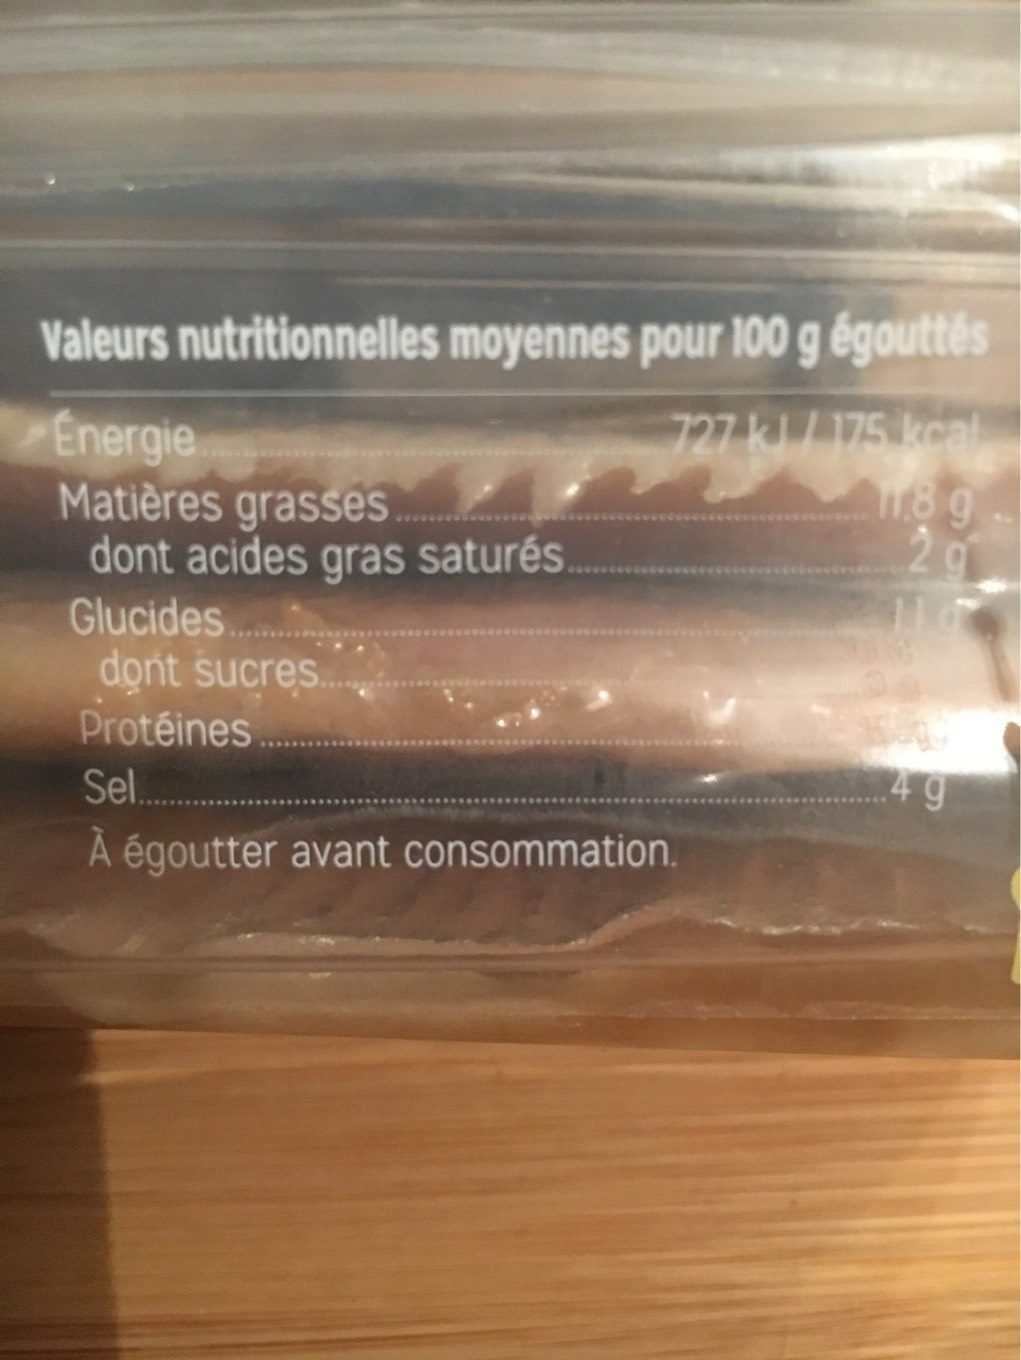 Valeurs nutritionnelles moyennes pour 100 g égouttés
Énergie 727 kJ / 175 kcal
Matières grasses 11,8 g
dont acides gras saturés 2 g
Glucides
dont sucres
Protéines
Sel 4 g
À égoutter avant consommation.